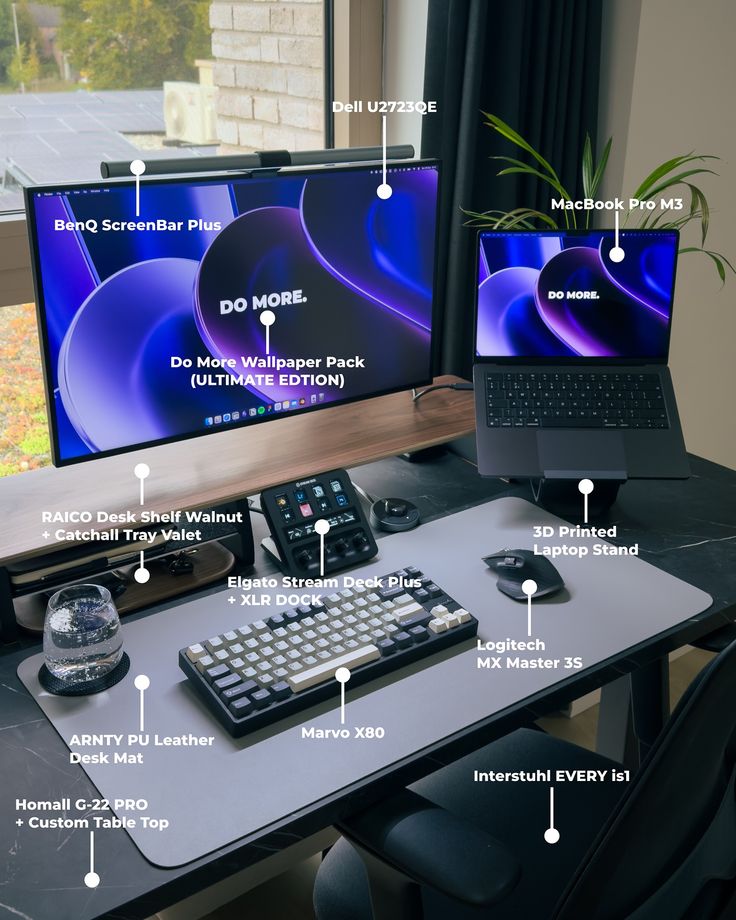 Dell U2723QE
BenQ ScreenBar Plus
MacBook Pro M3
DO MORE.
DO MORE.
Do More Wallpaper Pack
(ULTIMATE EDTION)
RAICO Desk Shelf Walnut
+ Catchall Tray Valet
Elgato Stream Deck Plus
+ XLR DOCK
3D Printed
Laptop Stand
Logitech
MX Master 3S
Marvo X80
ARNTY PU Leather
Desk Mat
Interstuhl EVERY is1
Homall G-22 PRO
+ Custom Table Top